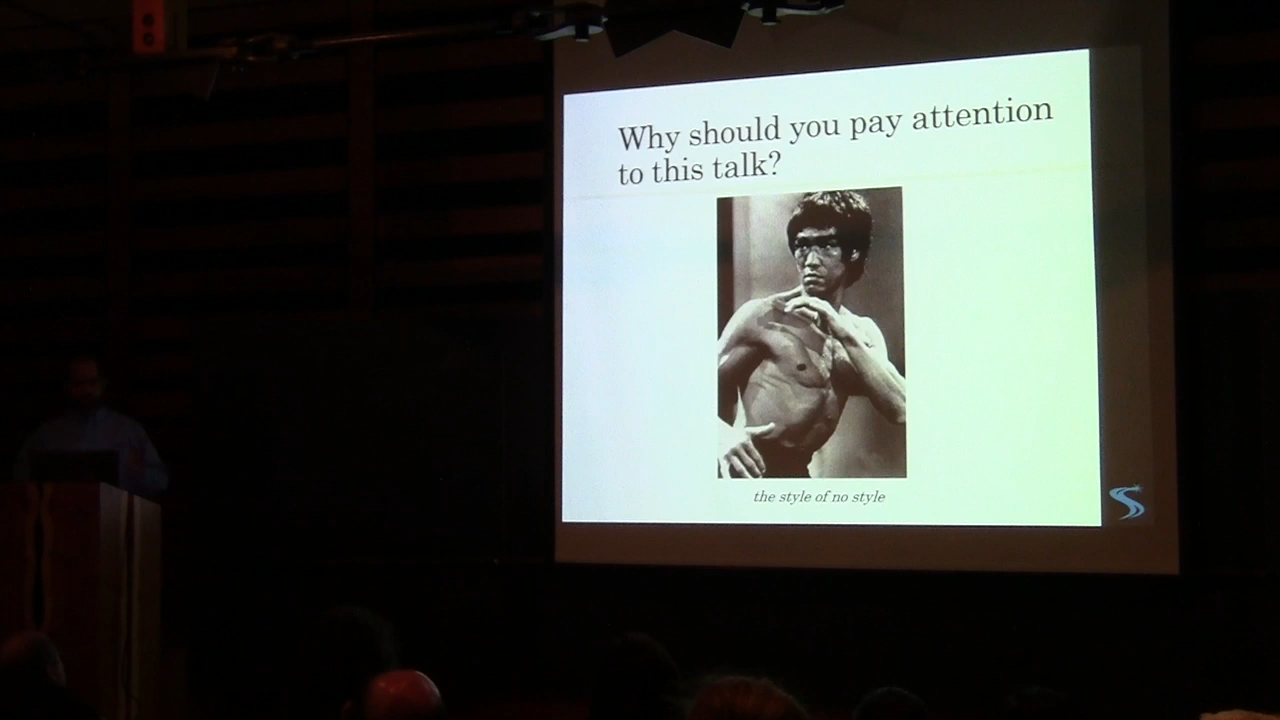 Why should you pay attention
to this talk?
the style of no style